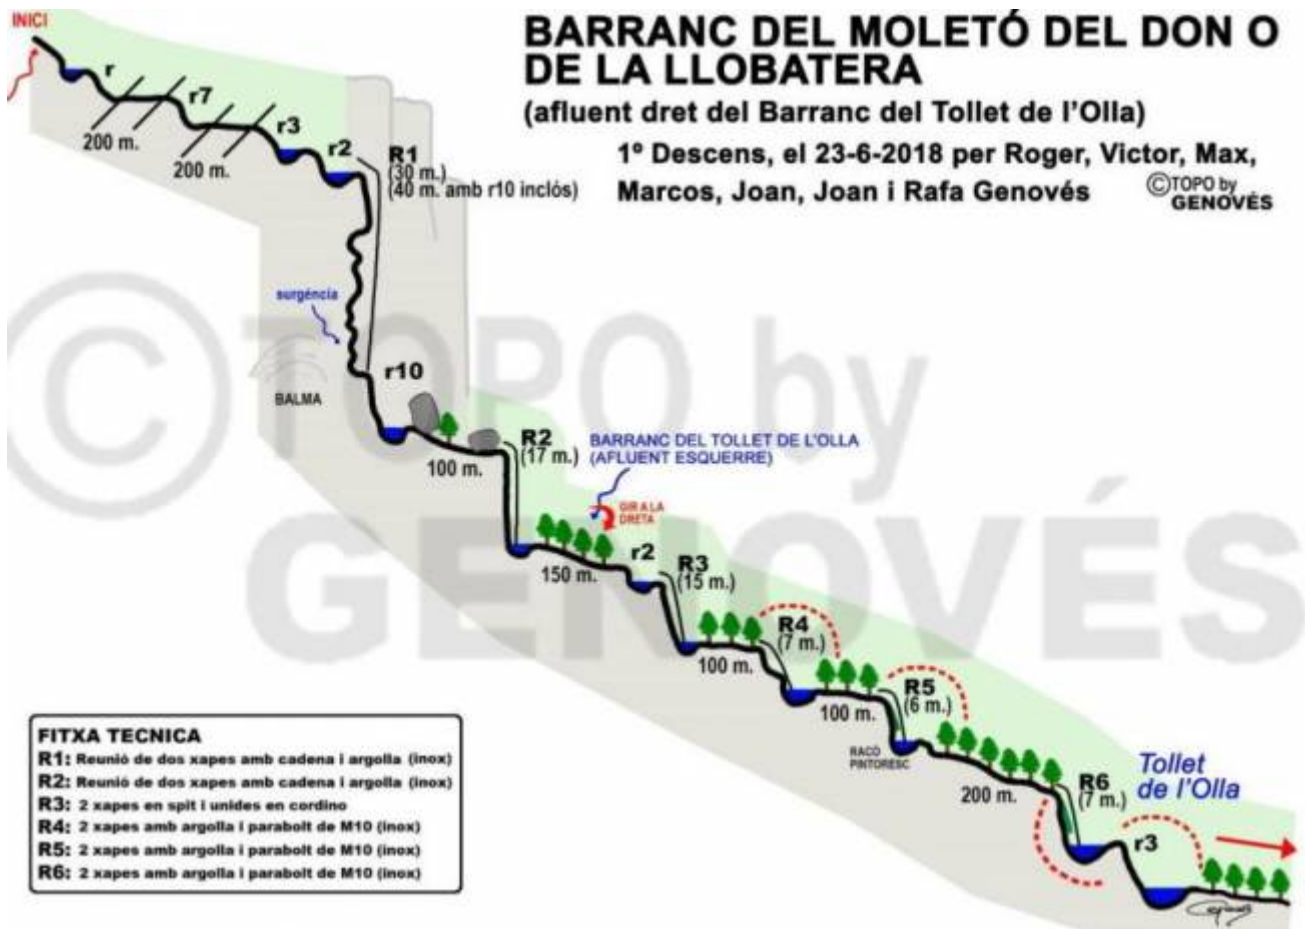 INICI
BARRANC DEL MOLETÓ DEL DON O
DE LA LLOBATERA
(afluent dret del Barranc del Tollet de l'Olla)
1º Descens, el 23-6-2018 per Roger, Victor, Max,
Marcos, Joan, Joan i Rafa Genovés
©TOPO by
GENOVÉS
r
r7
200 m.
r3
200 m.
r2
R1
(30 m.)
(40 m. amb r10 inclós)
surgéncia
BALMA
r10
100 m.
R2
(17 m.)
BARRANC DEL TOLLET DE L'OLLA
(AFLUENT ESQUERRE)
GIR A LA
DRETA
150 m.
r2
R3
(15 m.)
100 m.
R4
(7 m.)
100 m.
R5
(6 m.)
RACÓ
PINTORESC
200 m.
R6
(7 m.)
Tollet
de l'Olla
r3
© TOPO by
GENOVÉS
FITXA TECNICA
R1: Reunió de dos xapes amb cadena i argolla (inox)
R2: Reunió de dos xapes amb cadena i argolla (inox)
R3: 2 xapes en spit i unides en cordino
R4: 2 xapes amb argolla i parabolt de M10 (inox)
R5: 2 xapes amb argolla i parabolt de M10 (inox)
R6: 2 xapes amb argolla i parabolt de M10 (inox)